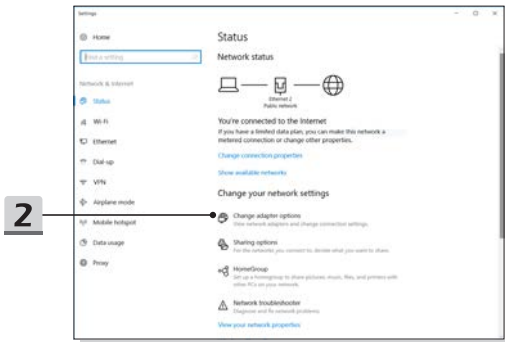 Settings
Home
Find a setting
Network & Internet
Status
Wi-Fi
Ethernet
Dial-up
VPN
Airplane mode
Mobile hotspot
Data usage
Proxy
Status
Network status
Ethernet 2
Public network
You're connected to the Internet
If you have a limited data plan, you can make this network a
metered connection or change other properties.
Change connection properties
Show available networks
Change your network settings
2
Change adapter options
View network adapters and change connection settings.
Sharing options
For the networks you connect to, decide what you want to share.
HomeGroup
Set up a homegroup to share pictures, music, files, and printers with
other PCs on your network.
Network troubleshooter
Diagnose and fix network problems.
View your network properties